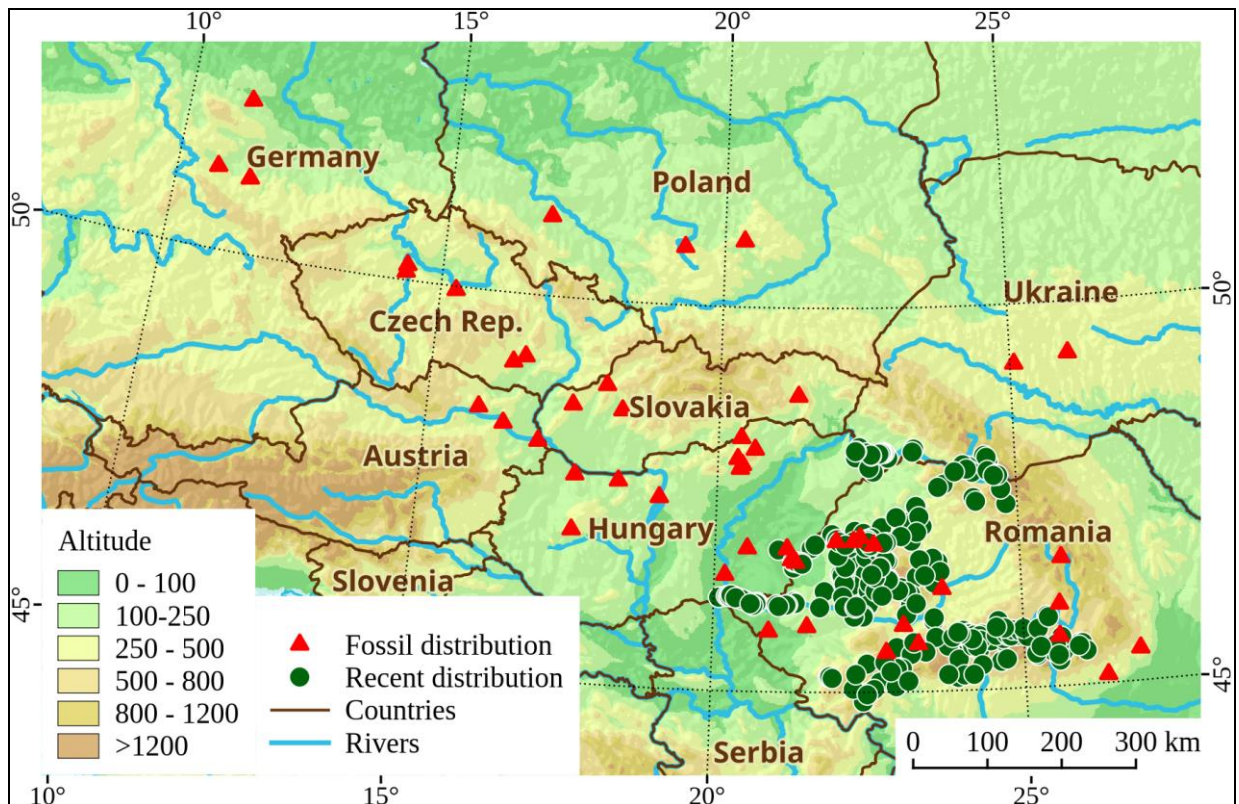 10° 15° 20° 25°
Germany
Poland
50°
Ukraine
50°
Czech Rep.
Slovakia
Austria
Hungary
Romania
Slovenia
45°
45°
Serbia
Altitude
0 - 100
100-250
250 - 500
500 - 800
800 - 1200
>1200
Fossil distribution
Recent distribution
Countries
Rivers
0 100 200 300 km
10° 15° 20° 25°